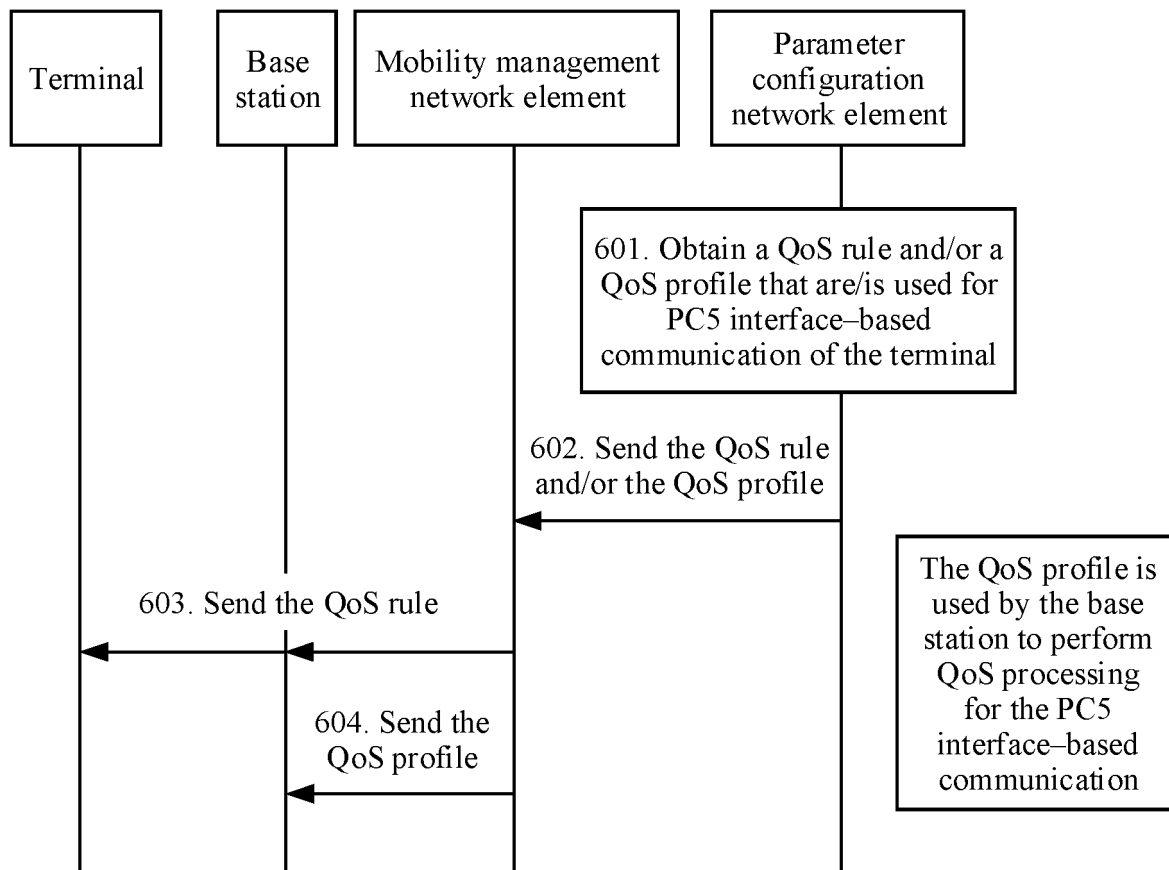 Terminal
Base
station
Mobility management
network element
Parameter
configuration
network element
601. Obtain a QoS rule and/or a
QoS profile that are/is used for
PC5 interface–based
communication of the terminal
602. Send the QoS rule
and/or the QoS profile
The QoS profile is
used by the base
station to perform
QoS processing
for the PC5
interface–based
communication
603. Send the QoS rule
604. Send the
QoS profile